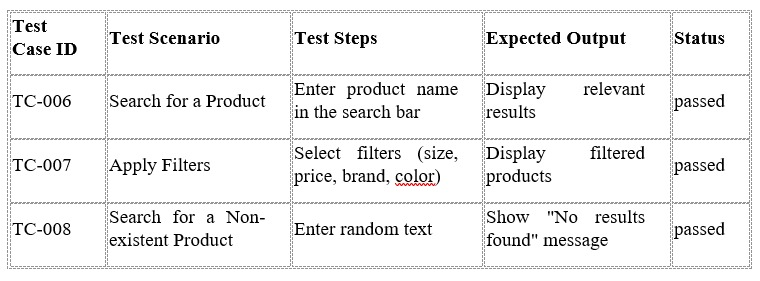 Test Case ID Test Scenario Test Steps Expected Output Status
TC-006 Search for a Product Enter product name in the search bar Display relevant results passed
TC-007 Apply Filters Select filters (size, price, brand, color) Display filtered products passed
TC-008 Search for a Non-existent Product Enter random text Show "No results found" message passed